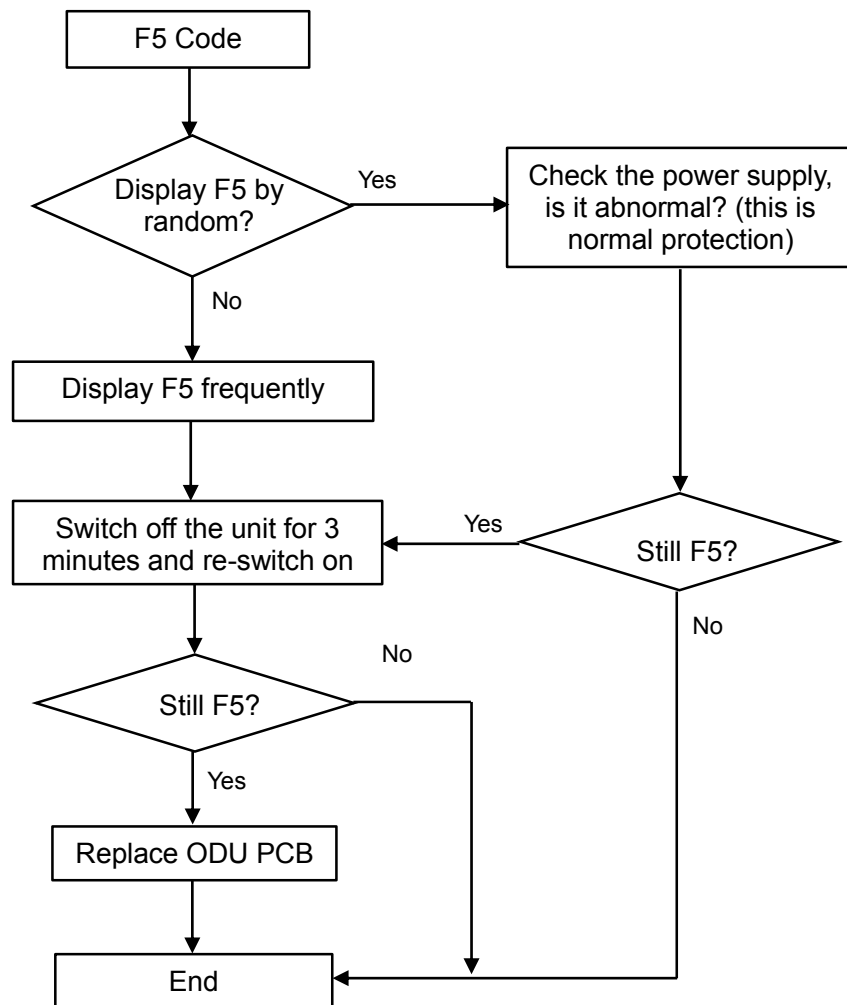 F5 Code
Display F5 by
random?
Yes
Check the power supply,
is it abnormal? (this is
normal protection)
No
Display F5 frequently
Switch off the unit for 3
minutes and re-switch on
Yes
Still F5?
No
No
Still F5?
Yes
Replace ODU PCB
End